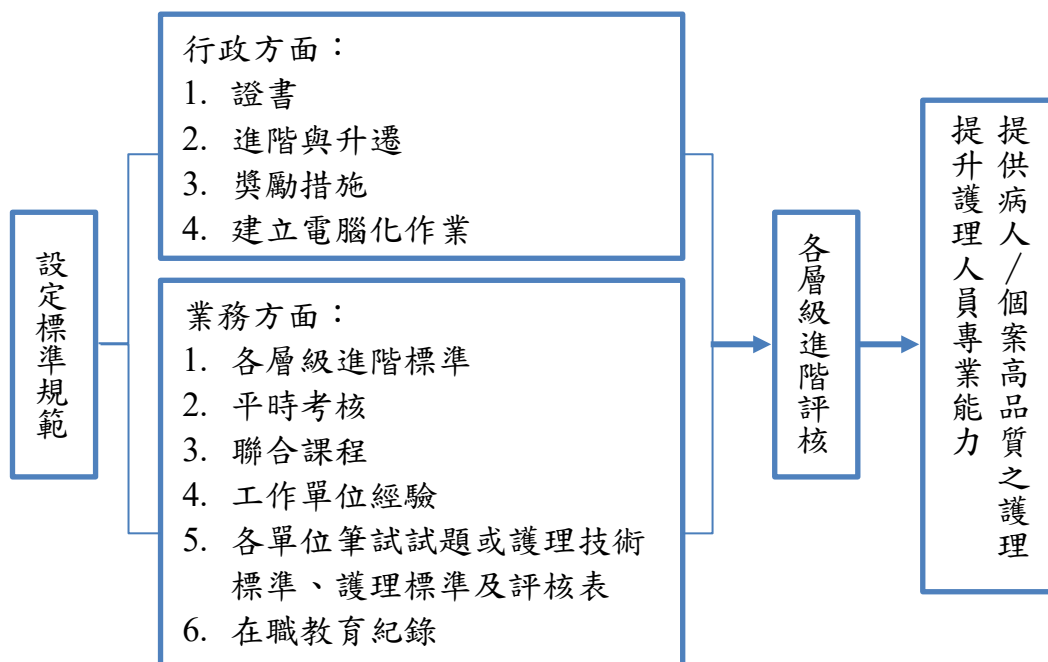 設定標準規範
行政方面：
1. 證書
2. 進階與升遷
3. 獎勵措施
4. 建立電腦化作業
業務方面：
1. 各層級進階標準
2. 平時考核
3. 聯合課程
4. 工作單位經驗
5. 各單位筆試試題或護理技術
標準、護理標準及評核表
6. 在職教育紀錄
各層級進階評核
提供病人/個案高品質之護理
提升護理人員專業能力